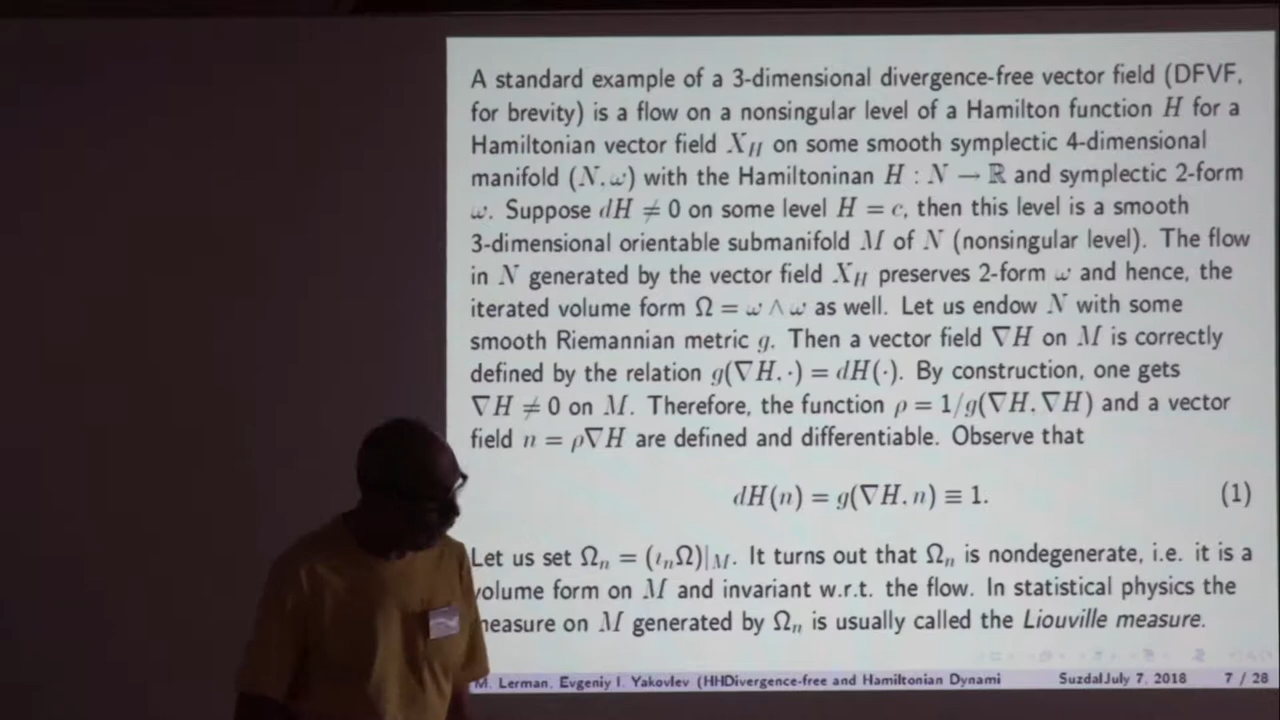 A standard example of a 3-dimensional divergence-free vector field (DFVF,
for brevity) is a flow on a nonsingular level of a Hamilton function H for a
Hamiltonian vector field X_H on some smooth symplectic 4-dimensional
manifold (N, ω) with the Hamiltoninan H : N → ℝ and symplectic 2-form
ω. Suppose dH ≠ 0 on some level H = c, then this level is a smooth
3-dimensional orientable submanifold M of N (nonsingular level). The flow
in N generated by the vector field X_H preserves 2-form ω and hence, the
iterated volume form Ω = ω ∧ ω as well. Let us endow N with some
smooth Riemannian metric g. Then a vector field ∇H on M is correctly
defined by the relation g(∇H, ·) = dH(·). By construction, one gets
∇H ≠ 0 on M. Therefore, the function ρ = 1/g(∇H, ∇H) and a vector
field n = ρ∇H are defined and differentiable. Observe that
dH(n) = g(∇H, n) ≡ 1. (1)
Let us set Ω_n = (ι_nΩ)|_M. It turns out that Ω_n is nondegenerate, i.e. it is a
volume form on M and invariant w.r.t. the flow. In statistical physics the
measure on M generated by Ω_n is usually called the Liouville measure.
M. Lerman, Evgeniy I. Yakovlev (HHDivergence-free and Hamiltonian Dynami SuzdalJuly 7, 2018 7 / 28